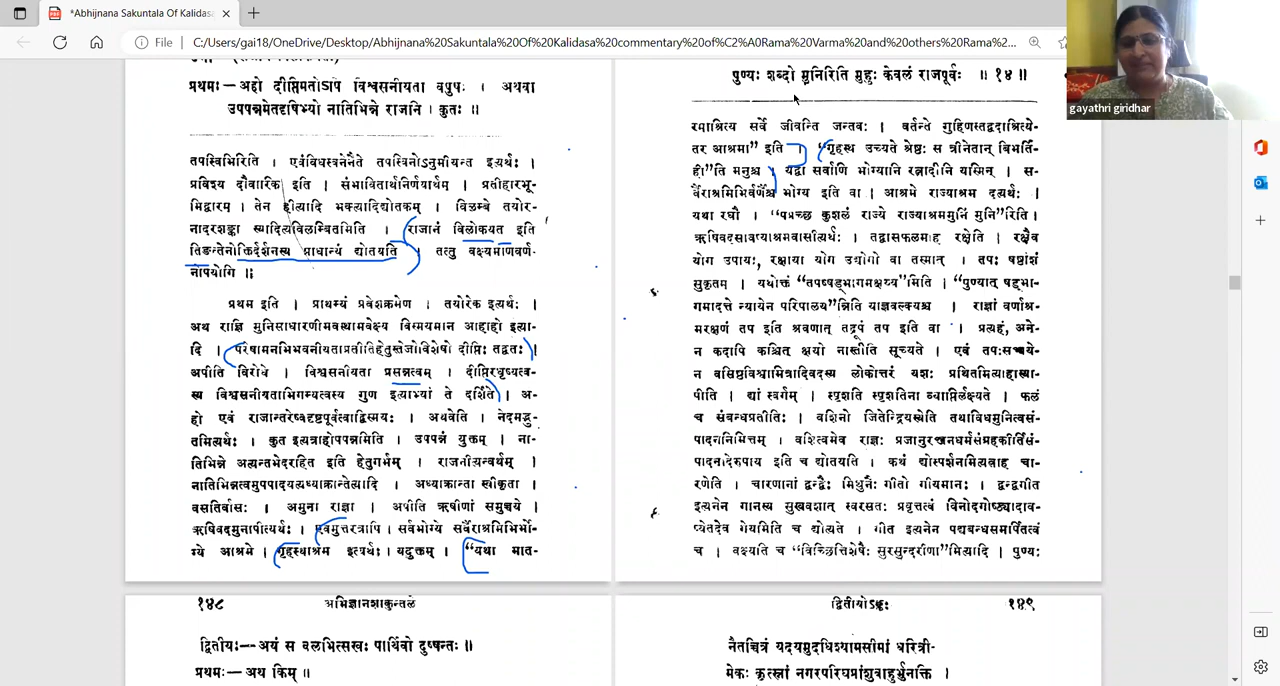 *Abhijnana Sakuntala Of Kalidasa
File
C:/Users/gai18/OneDrive/Desktop/Abhijnana%20Sakuntala%20Of%20Kalidasa%20commentary%20of%C2%A0Rama%20Varma%20and%20others%20Rama%20...
gayathri giridhar
प्रथमः— अहो दीप्तिमतोऽपि विश्वसनीयता वपुषः । अथवा
उपपन्नमेतदृषिभ्यो नातिभिन्ने राजनि । कुतः ॥
तपस्विभिरिति । एवंविधस्वनेनैते तपस्विनोऽनुमीयन्त इत्यर्थः ।
प्रविश्य दौवारिक इति । संभावितार्थनिर्णयार्थम् । प्रतीहारभू-
मिद्वारम् । तेन हीत्यादि भक्त्यादिद्योतकम् । विलम्बे तयोर-
नादरशङ्का स्यादित्यविलम्बितमिति । राजानं विलोकयत इति
तिङन्तेनोक्तिर्दर्शनस्य प्राधान्यं द्योतयति । तत्तु वक्ष्यमाणवर्ण-
नोपयोगि ॥
प्रथम इति । प्राथम्यं प्रवेशक्रमेण । तयोरेक इत्यर्थः ।
अथ राज्ञि मुनिसाधारणीमवस्थामवेक्ष्य विस्मयमान आहाहो इत्या-
दि । परेषामनभिभवनीयताप्रतीतिहेतुस्तेजोविशेषो दीप्तिः तद्वतः ।
अपीति विरोधे । विश्वसनीयता प्रसन्नत्वम् । दीप्तिरधृष्यत्व-
स्य विश्वसनीयताभिगम्यत्वस्य गुण इत्याभ्यां ते दर्शिते । अ-
हो एवं राजान्तरेष्वदृष्टपूर्वत्वाद्विस्मयः । अथवेति । नेदमद्भु-
तमित्यर्थः । कुत इत्यत्राहोपपन्नमिति । उपपन्नं युक्तम् । ना-
तिभिन्ने अत्यन्तभेदरहित इति हेतुगर्भम् । राजनीत्यन्वर्थम् ।
नातिभिन्नत्वमुपपादयत्यध्याक्रान्तेत्यादि । अध्याक्रान्ता स्वीकृता ।
वसतिर्वासः । अमुना राज्ञा । अपीति ऋषीणां समुच्चये ।
ऋषिवदमुनापीत्यर्थः । एवमुत्तरत्रापि । सर्वभोग्ये सर्वैराश्रमिभिर्भो-
ग्ये आश्रमे । गृहस्थाश्रम इत्यर्थः । यदुक्तम् । “यथा मात-
पुण्यः शब्दो मुनिरिति मुहुः केवलं राजपूर्वः ॥ १४ ॥
रमाश्रित्य सर्वे जीवन्ति जन्तवः । वर्तन्ते गृहिणस्तद्वदाश्रित्ये-
तर आश्रमा” इति । “गृहस्थ उच्यते श्रेष्ठः स त्रीनेतान् बिभर्ति-
ही”ति मनुश्च । यद्वा सर्वाणि भोग्यानि रत्नादीनि यस्मिन् । स-
र्वैराश्रमिभिर्वर्णैश्च भोग्य इति वा । आश्रमे राज्याश्रम इत्यर्थः ।
यथा रघौ । “पप्रच्छ कुशलं राज्ये राज्याश्रममुनिं मुनि”रिति ।
ऋषिवदस्याप्याश्रमवासात्यर्थः । तद्वासफलमाह रक्षेति । रक्षैव
योग उपायः, रक्षाया योग उद्योगो वा तस्मान् । तपः षष्ठांशं
सुकृतम् । यथोक्तं “तपष्षड्भागमक्षय्य”मिति । “पुण्यात् षड्भा-
गमादत्ते न्यायेन परिपालय”न्निति याज्ञवल्क्यश्च । राज्ञां वर्णाश्र-
मरक्षणं तप इति श्रवणात् तद्रूपं तप इति वा । प्रत्यहं, अने-
न कदापि कश्चित् क्षयो नास्तीति सूच्यते । एवं तपःसञ्चये-
न वसिष्ठविश्वामित्रादिवदस्य लोकोत्तरं यशः प्रथितमित्याहास्या-
पीति । द्यां स्वर्गम् । स्पृशति स्पृशतिना व्याप्तिर्लक्ष्यते । फलं
च संबन्धप्रतीतिः । वशिनो जितेन्द्रियस्येति तथाविधमुनित्वसं-
पादननिमित्तम् । वशित्वमेव राज्ञः प्रजानुरञ्जनधर्मसंग्रहकीर्तिसं-
पादनादेरुपाय इति च द्योतयति । कथं द्योस्पर्शनमित्यत्राह चा-
रणेति । चारणानां द्वन्द्वैः मिथुनैः गीतो गीयमानः । द्वन्द्वगीत
इत्यनेन गानस्य सुखवशान् स्वरसतः प्रवृत्तत्वं विनोदगोष्ठ्यादाव-
प्येतदेव गेयमिति च द्योत्यते । गीत इत्यनेन पद्यबन्धसमर्पितत्वं
च । वक्ष्यति च “विच्छित्तिशेषैः सुरसुन्दरीणा”मित्यादि । पुण्यः
१४८ अभिज्ञानशाकुन्तले
द्वितीयः— अयं स बलभित्सखः पार्थिवो दुष्षन्तः ॥
प्रथमः— अथ किम् ॥
द्वितीयोऽङ्कः १४९
नैतच्चित्रं यदयमुदधिश्यामसीमां धरित्री-
मेकः कृत्स्नां नगरपरिघप्रांशुबाहुर्भुनक्ति ।